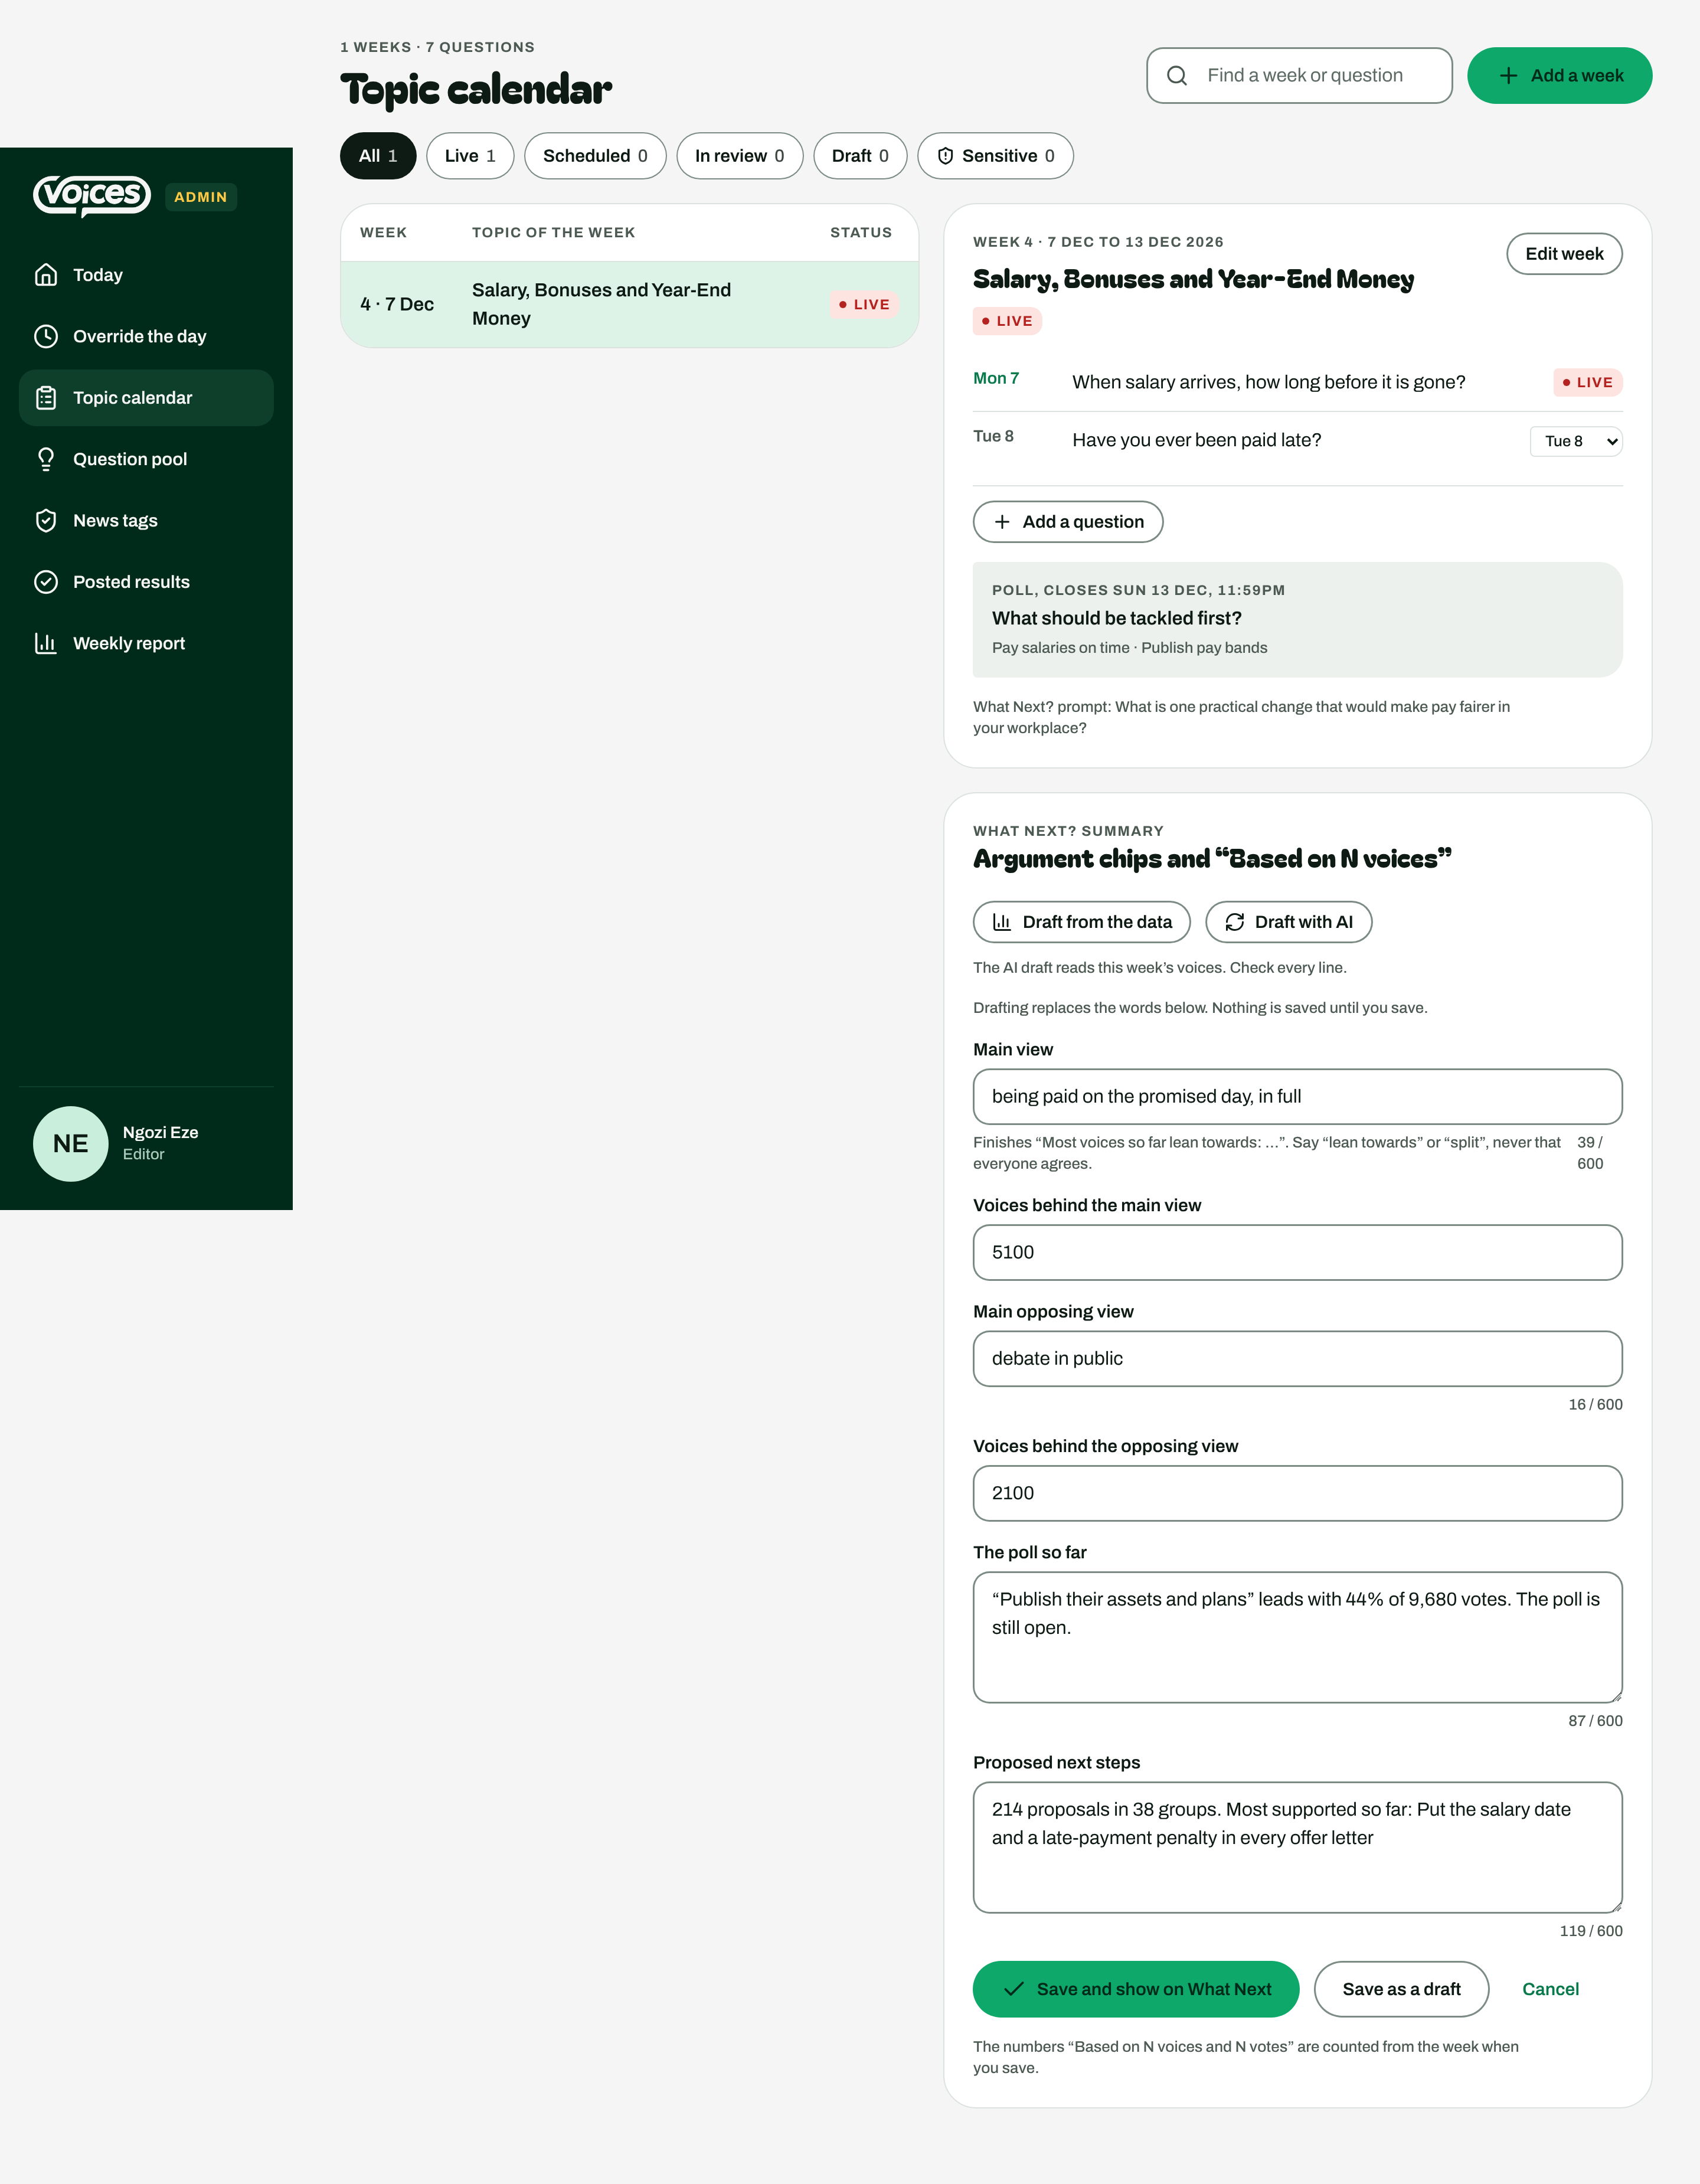 1 WEEKS · 7 QUESTIONS
Topic calendar
Find a week or question
Add a week
All 1
Live 1
Scheduled 0
In review 0
Draft 0
Sensitive 0
voices
ADMIN
Today
Override the day
Topic calendar
Question pool
News tags
Posted results
Weekly report
NE
Ngozi Eze
Editor
WEEK
TOPIC OF THE WEEK
STATUS
4 · 7 Dec
Salary, Bonuses and Year-End
Money
LIVE
WEEK 4 · 7 DEC TO 13 DEC 2026
Salary, Bonuses and Year-End Money
LIVE
Edit week
Mon 7
When salary arrives, how long before it is gone?
LIVE
Tue 8
Have you ever been paid late?
Tue 8
Add a question
POLL, CLOSES SUN 13 DEC, 11:59PM
What should be tackled first?
Pay salaries on time · Publish pay bands
What Next? prompt: What is one practical change that would make pay fairer in
your workplace?
WHAT NEXT? SUMMARY
Argument chips and “Based on N voices”
Draft from the data
Draft with AI
The AI draft reads this week’s voices. Check every line.
Drafting replaces the words below. Nothing is saved until you save.
Main view
being paid on the promised day, in full
Finishes “Most voices so far lean towards: …”. Say “lean towards” or “split”, never that
everyone agrees.
39 /
600
Voices behind the main view
5100
Main opposing view
debate in public
16 / 600
Voices behind the opposing view
2100
The poll so far
“Publish their assets and plans” leads with 44% of 9,680 votes. The poll is
still open.
87 / 600
Proposed next steps
214 proposals in 38 groups. Most supported so far: Put the salary date
and a late-payment penalty in every offer letter
119 / 600
Save and show on What Next
Save as a draft
Cancel
The numbers “Based on N voices and N votes” are counted from the week when
you save.